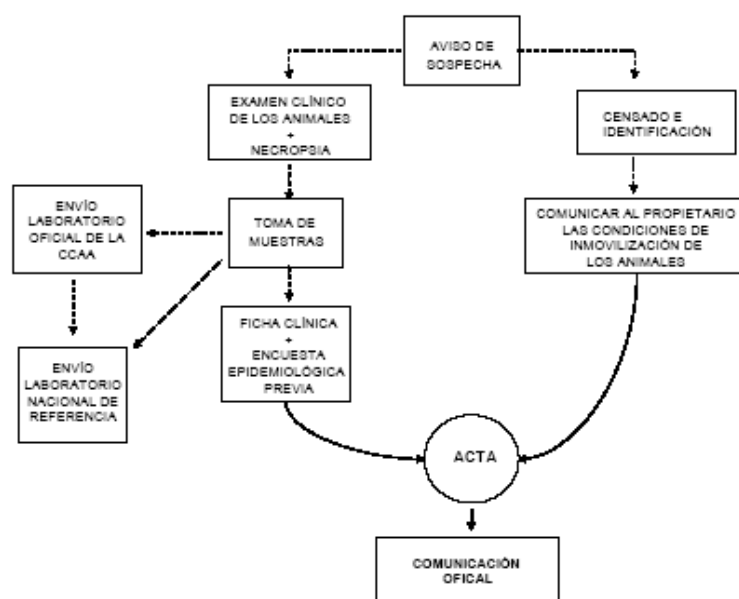 AVISO DE
SOSPECHA
EXAMEN CLÍNICO
DE LOS ANIMALES
+
NECROPSIA
CENSADO E
IDENTIFICACIÓN
ENVÍO
LABORATORIO
OFICIAL DE LA
CCAA
TOMA DE
MUESTRAS
COMUNICAR AL PROPIETARIO
LAS CONDICIONES DE
INMOVILIZACIÓN DE
LOS ANIMALES
ENVÍO
LABORATORIO
NACIONAL DE
REFERENCIA
FICHA CLÍNICA
+
ENCUESTA
EPIDEMIOLÓGICA
PREVIA
ACTA
COMUNICACIÓN
OFICAL